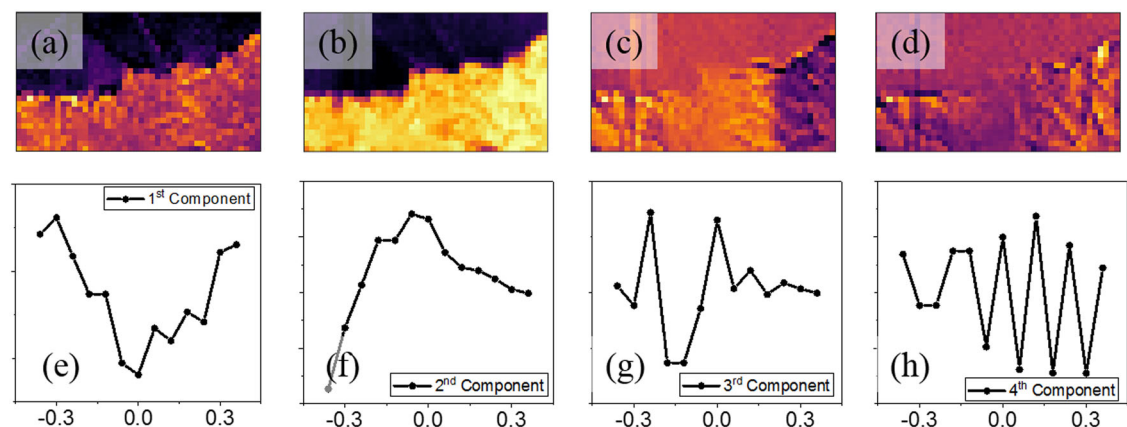 (a) (b) (c) (d)
1st Component
(e) (f) (g) (h)
2nd Component
3rd Component
4th Component
-0.3 0.0 0.3 -0.3 0.0 0.3 -0.3 0.0 0.3 -0.3 0.0 0.3